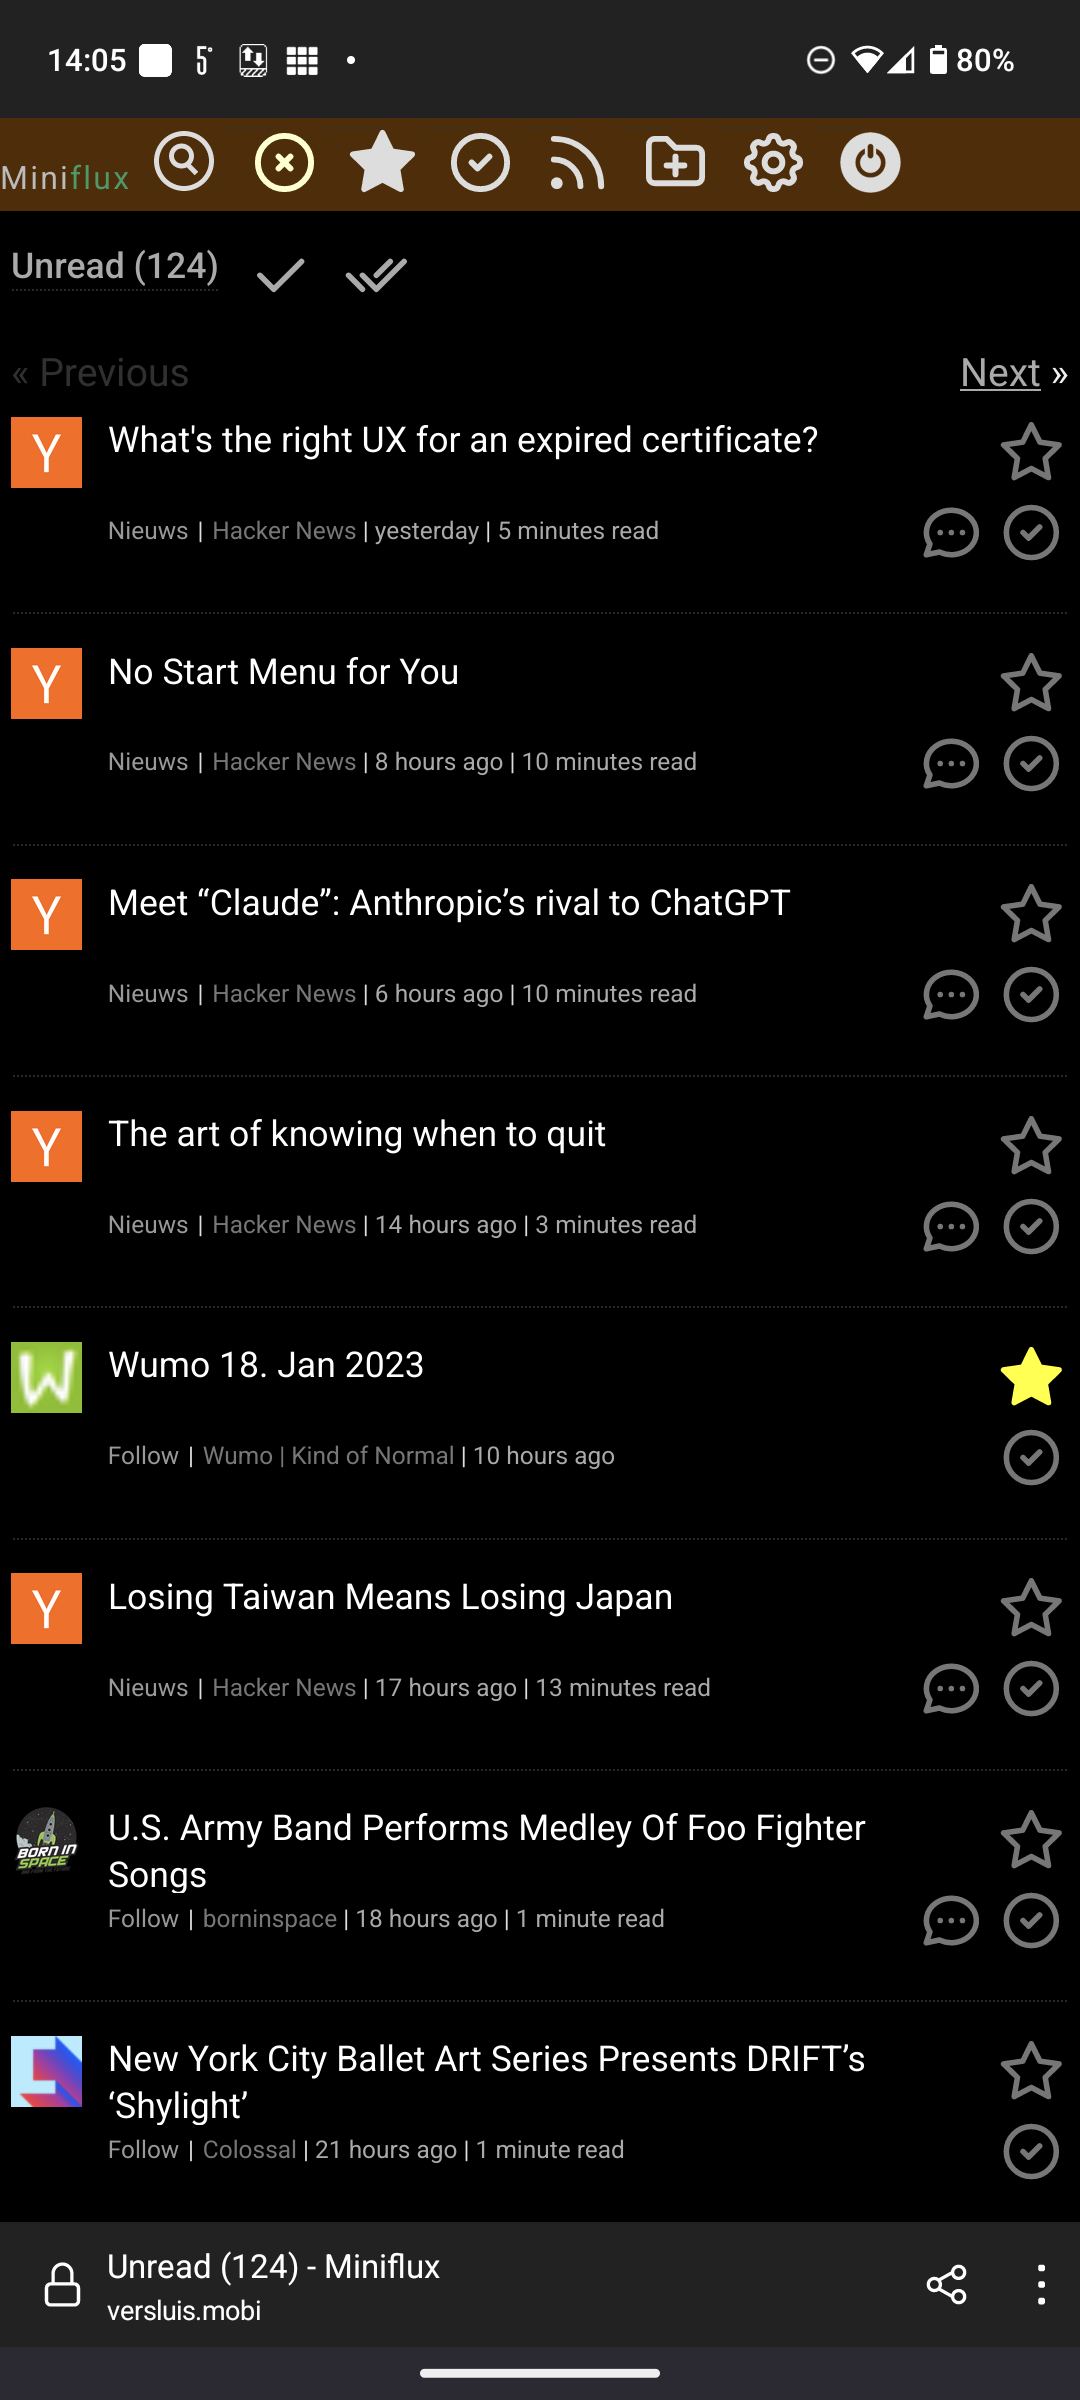 14:05 5° 80%
Miniflux
Unread (124)
« Previous Next »
Y What's the right UX for an expired certificate?
Nieuws | Hacker News | yesterday | 5 minutes read
Y No Start Menu for You
Nieuws | Hacker News | 8 hours ago | 10 minutes read
Y Meet “Claude”: Anthropic’s rival to ChatGPT
Nieuws | Hacker News | 6 hours ago | 10 minutes read
Y The art of knowing when to quit
Nieuws | Hacker News | 14 hours ago | 3 minutes read
W Wumo 18. Jan 2023
Follow | Wumo | Kind of Normal | 10 hours ago
Y Losing Taiwan Means Losing Japan
Nieuws | Hacker News | 17 hours ago | 13 minutes read
BORN IN
SPACE
U.S. Army Band Performs Medley Of Foo Fighter
Songs
Follow | borninspace | 18 hours ago | 1 minute read
New York City Ballet Art Series Presents DRIFT’s
‘Shylight’
Follow | Colossal | 21 hours ago | 1 minute read
Unread (124) - Miniflux
versluis.mobi